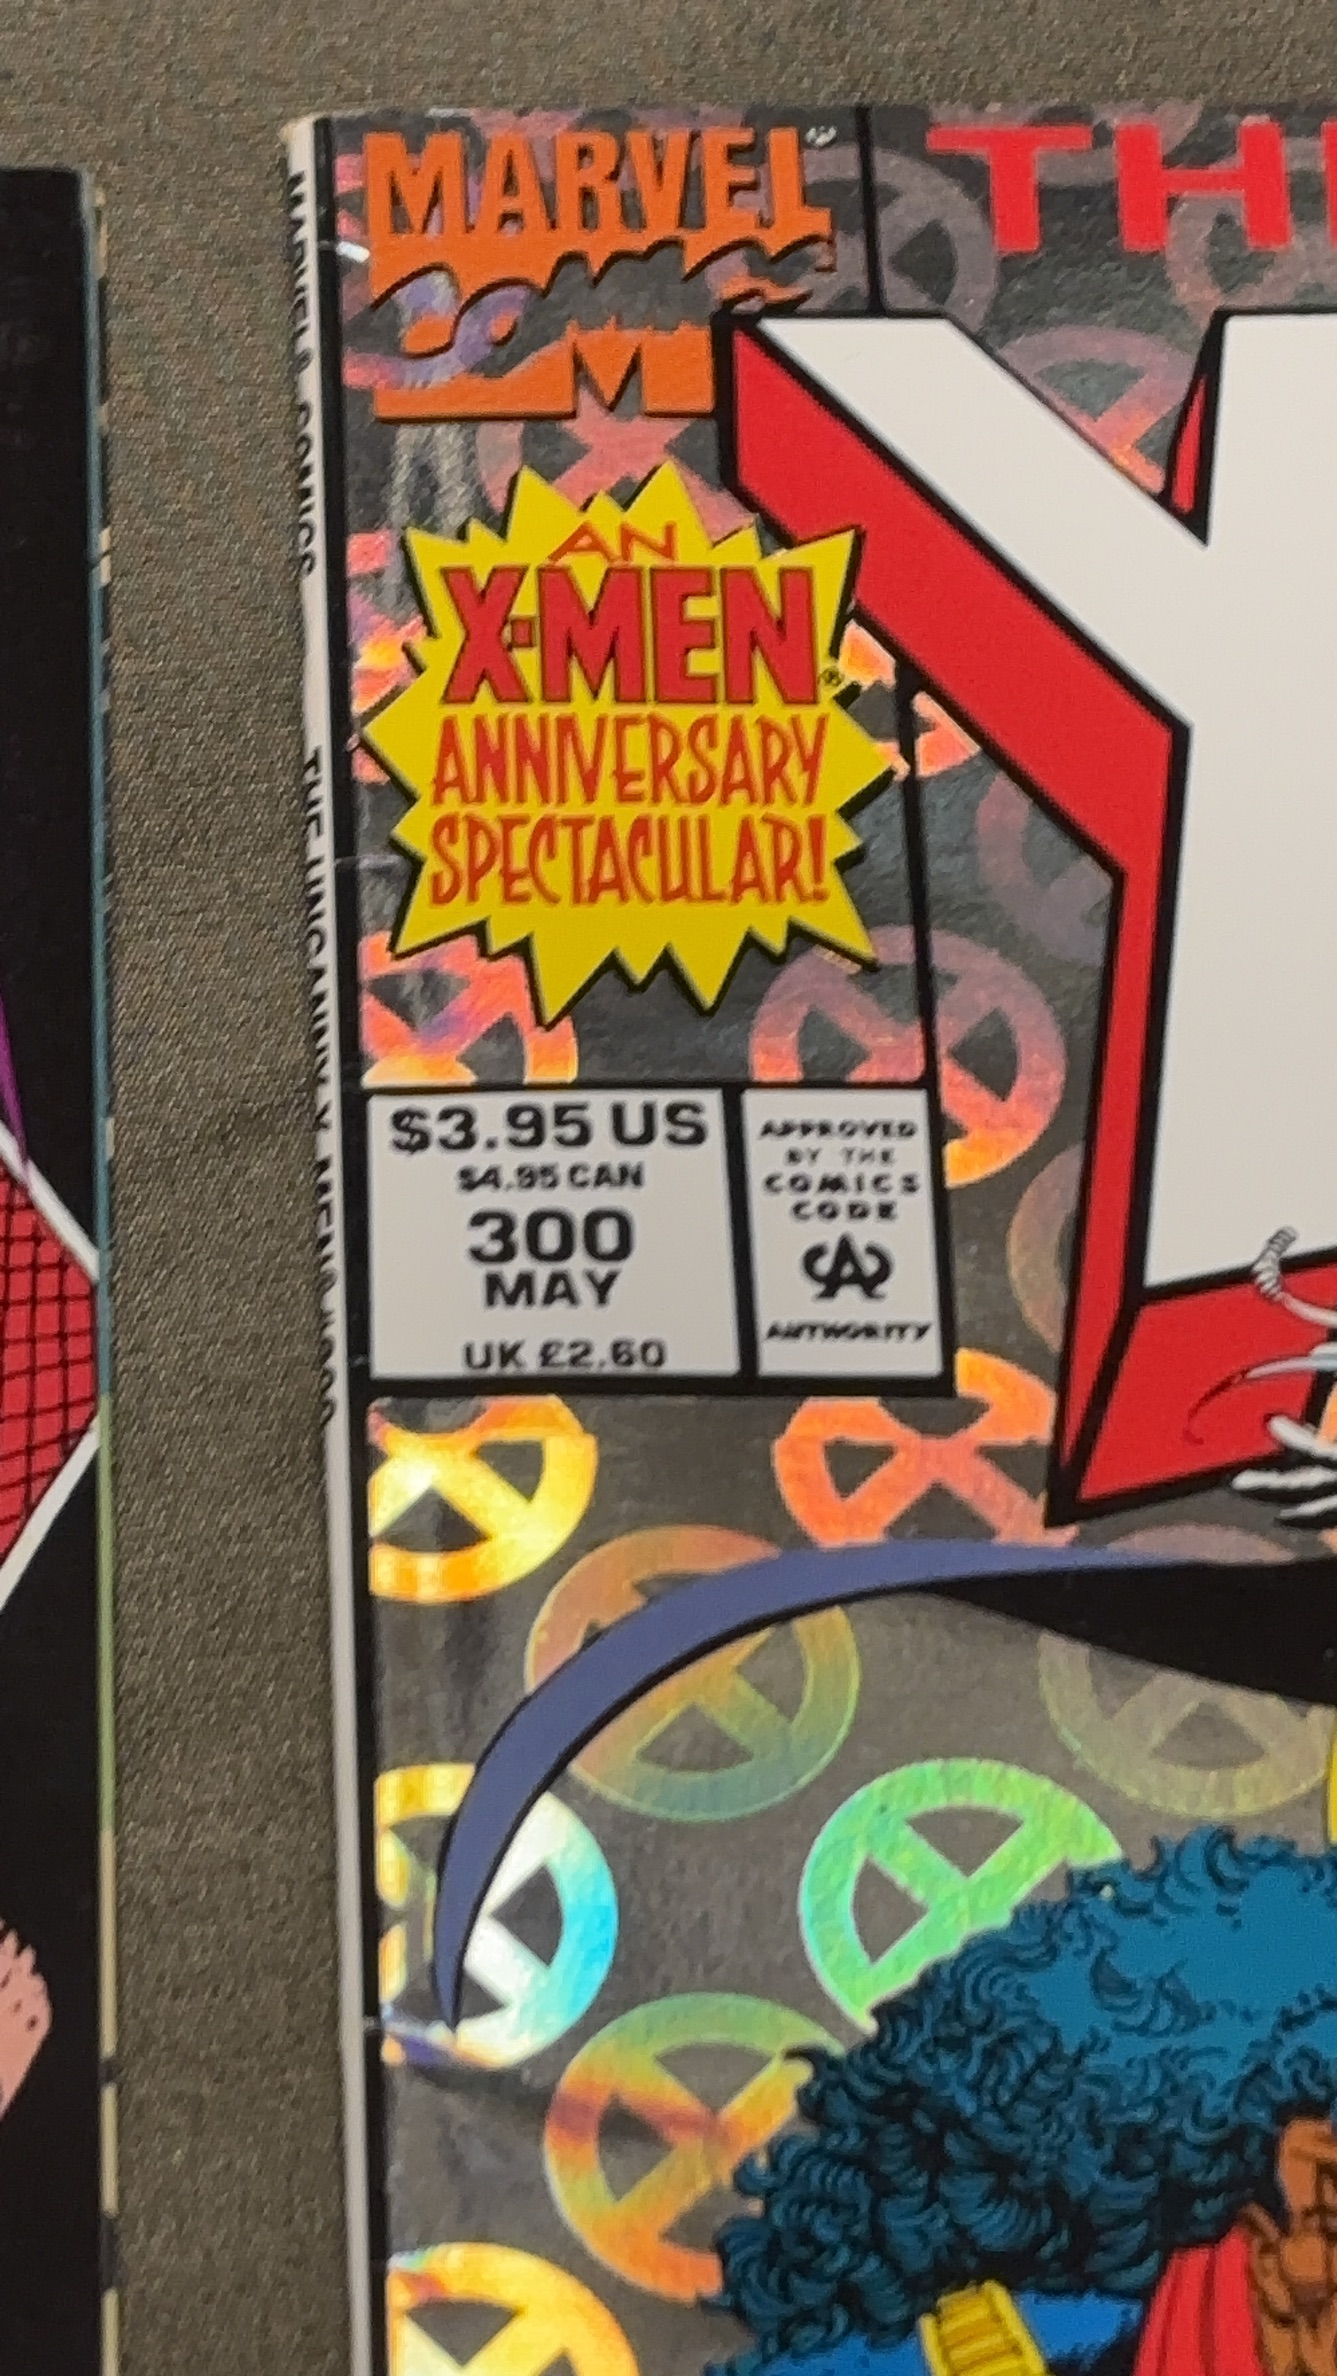 MARVEL®
COMICS
TH
AN
X-MEN®
ANNIVERSARY
SPECTACULAR!
$3.95 US
$4.95 CAN
300
MAY
UK £2.60
APPROVED
BY THE
COMICS
CODE
AUTHORITY
MARVEL® COMICS THE UNCANNY X-MEN